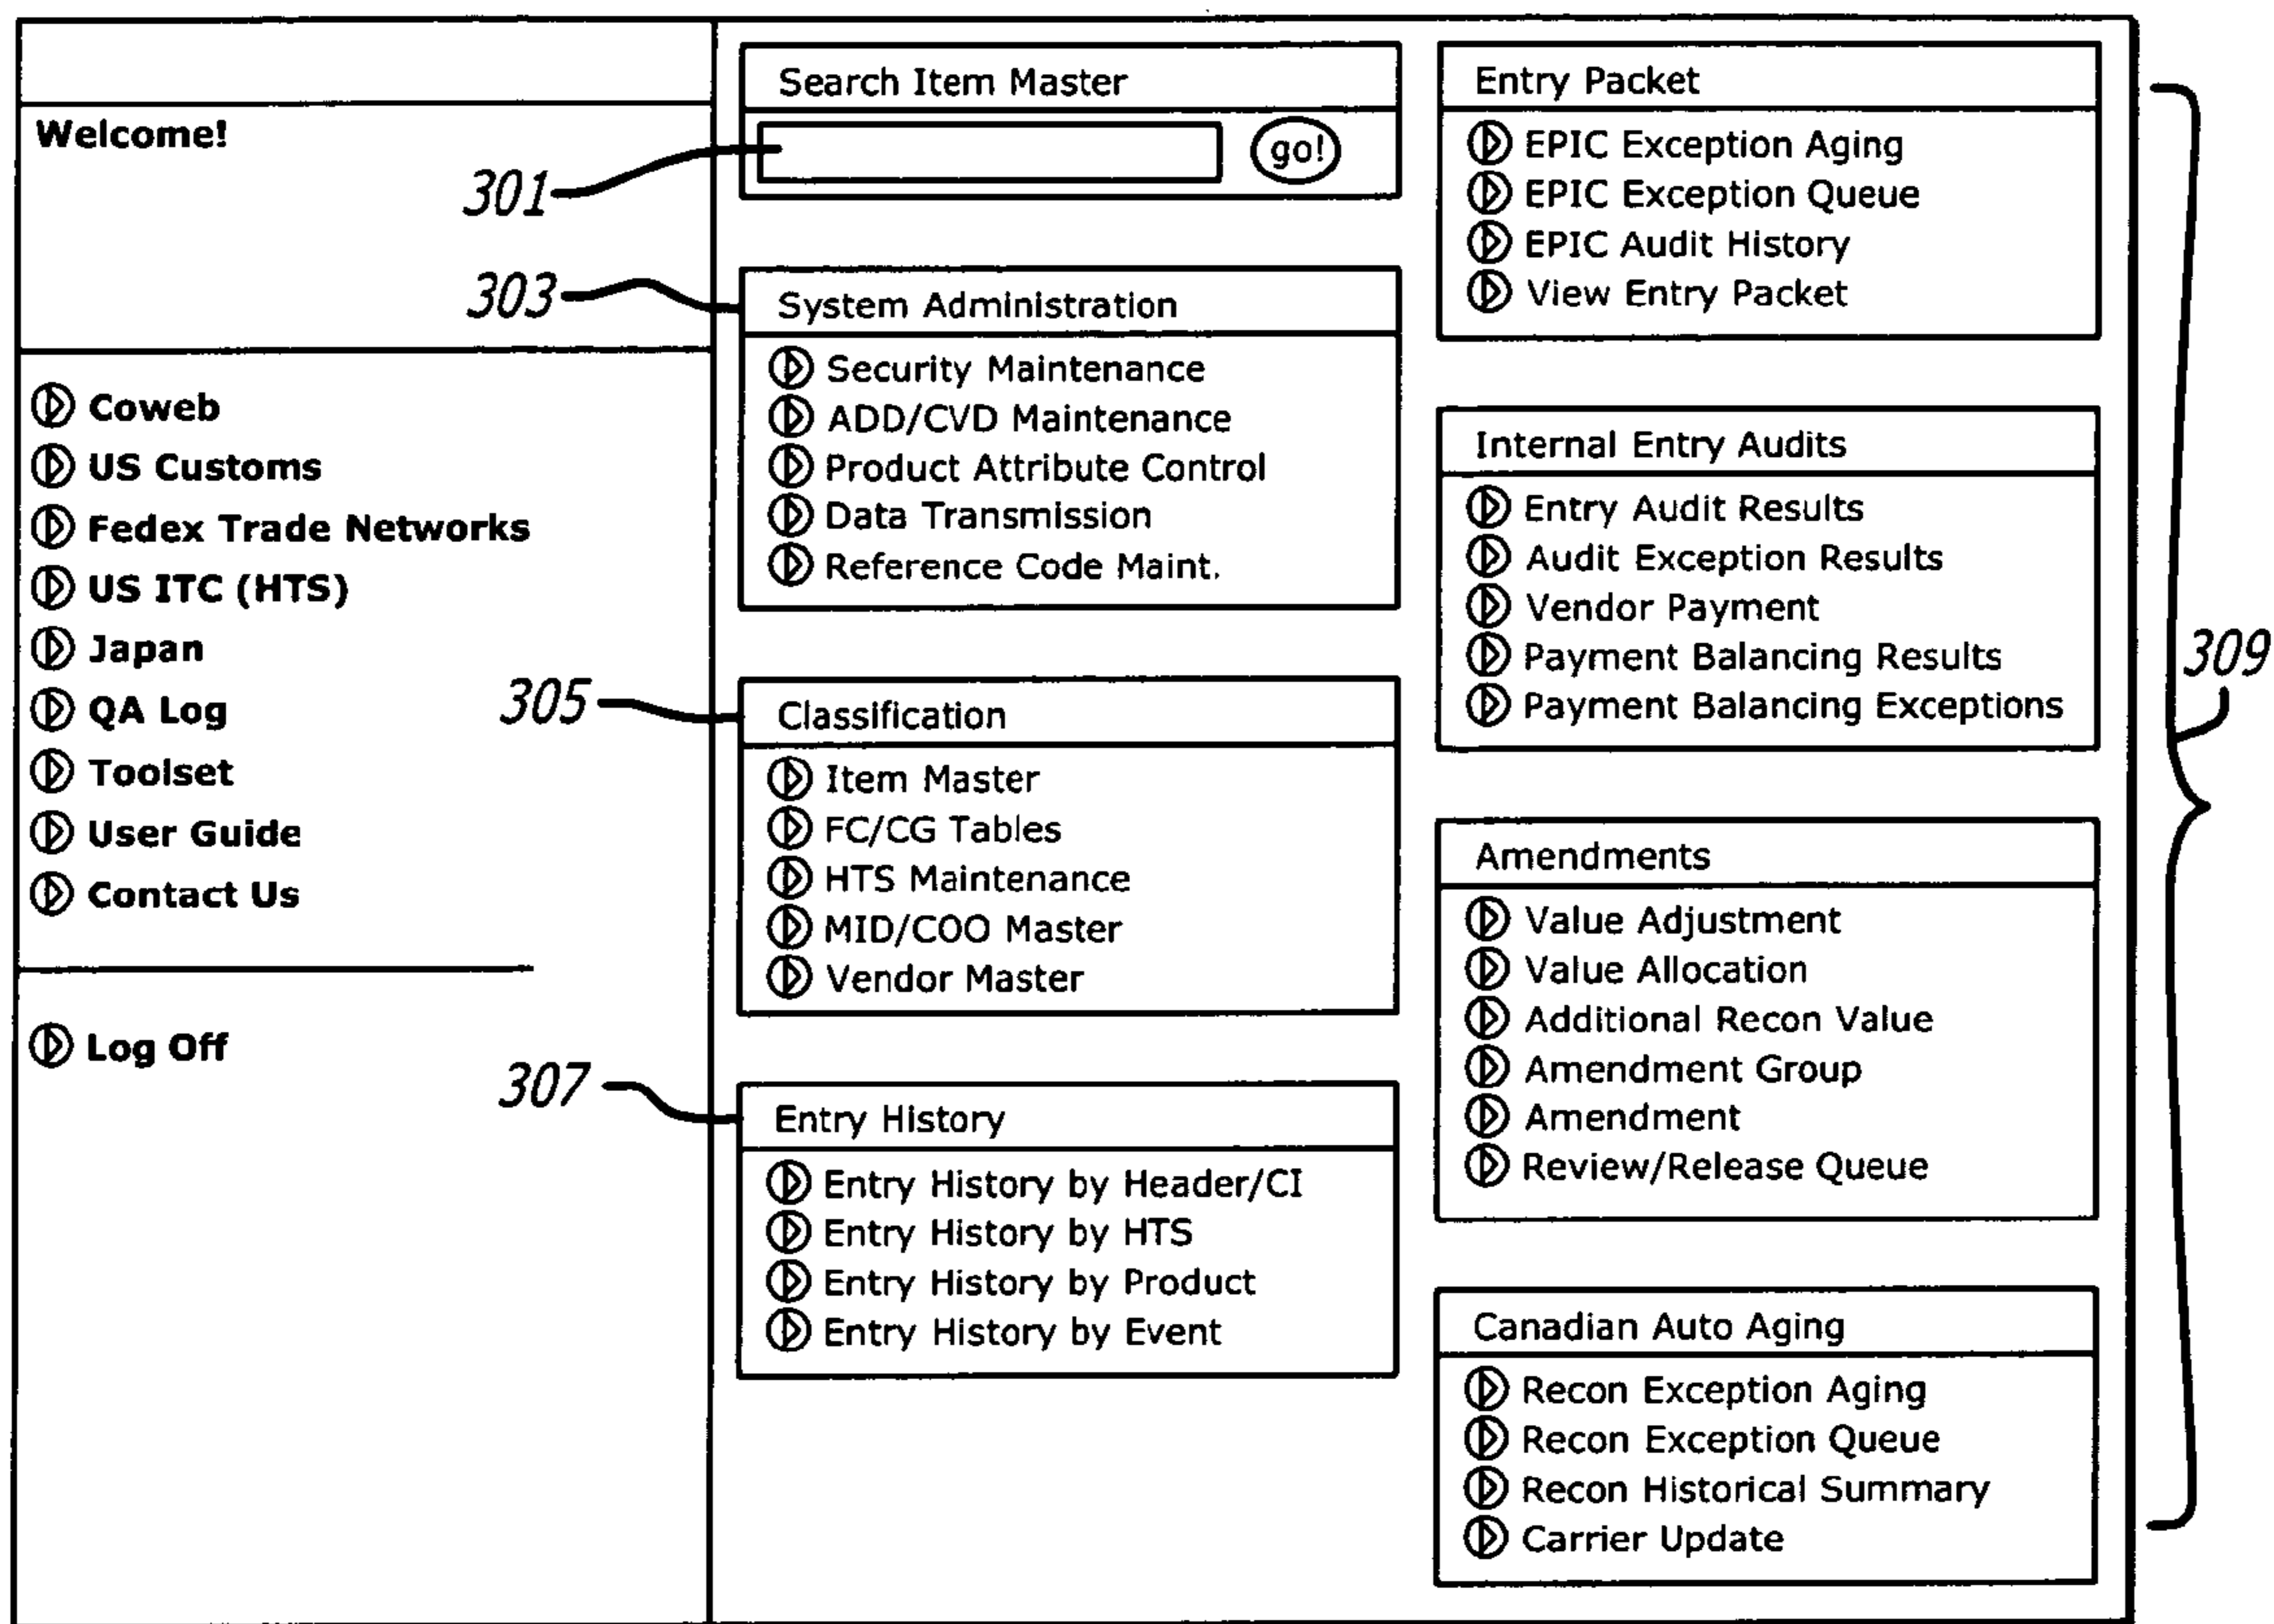 Welcome!
Coweb
US Customs
Fedex Trade Networks
US ITC (HTS)
Japan
QA Log
Toolset
User Guide
Contact Us
Log Off
Search Item Master
go!
301
303
System Administration
Security Maintenance
ADD/CVD Maintenance
Product Attribute Control
Data Transmission
Reference Code Maint.
305
Classification
Item Master
FC/CG Tables
HTS Maintenance
MID/COO Master
Vendor Master
307
Entry History
Entry History by Header/CI
Entry History by HTS
Entry History by Product
Entry History by Event
Entry Packet
EPIC Exception Aging
EPIC Exception Queue
EPIC Audit History
View Entry Packet
Internal Entry Audits
Entry Audit Results
Audit Exception Results
Vendor Payment
Payment Balancing Results
Payment Balancing Exceptions
Amendments
Value Adjustment
Value Allocation
Additional Recon Value
Amendment Group
Amendment
Review/Release Queue
Canadian Auto Aging
Recon Exception Aging
Recon Exception Queue
Recon Historical Summary
Carrier Update
309